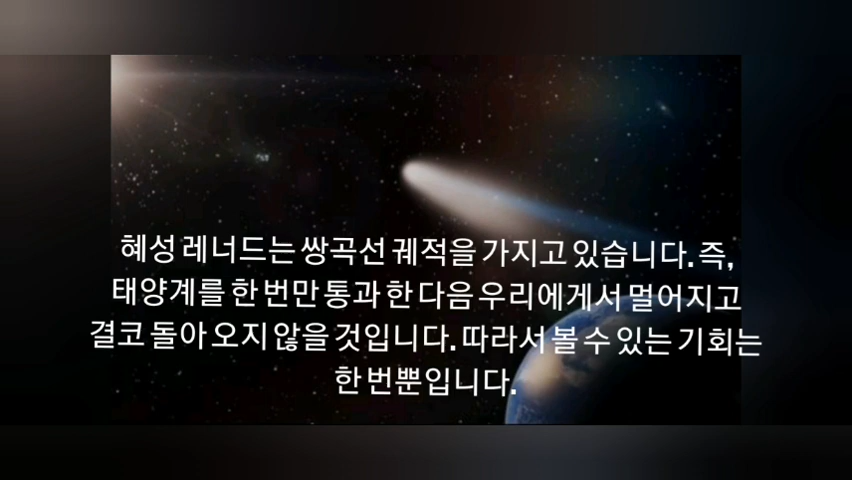 혜성 레너드는 쌍곡선 궤적을 가지고 있습니다. 즉,
태양계를 한 번만 통과 한 다음 우리에게서 멀어지고
결코 돌아 오지 않을 것입니다. 따라서 볼 수 있는 기회는
한 번뿐입니다.